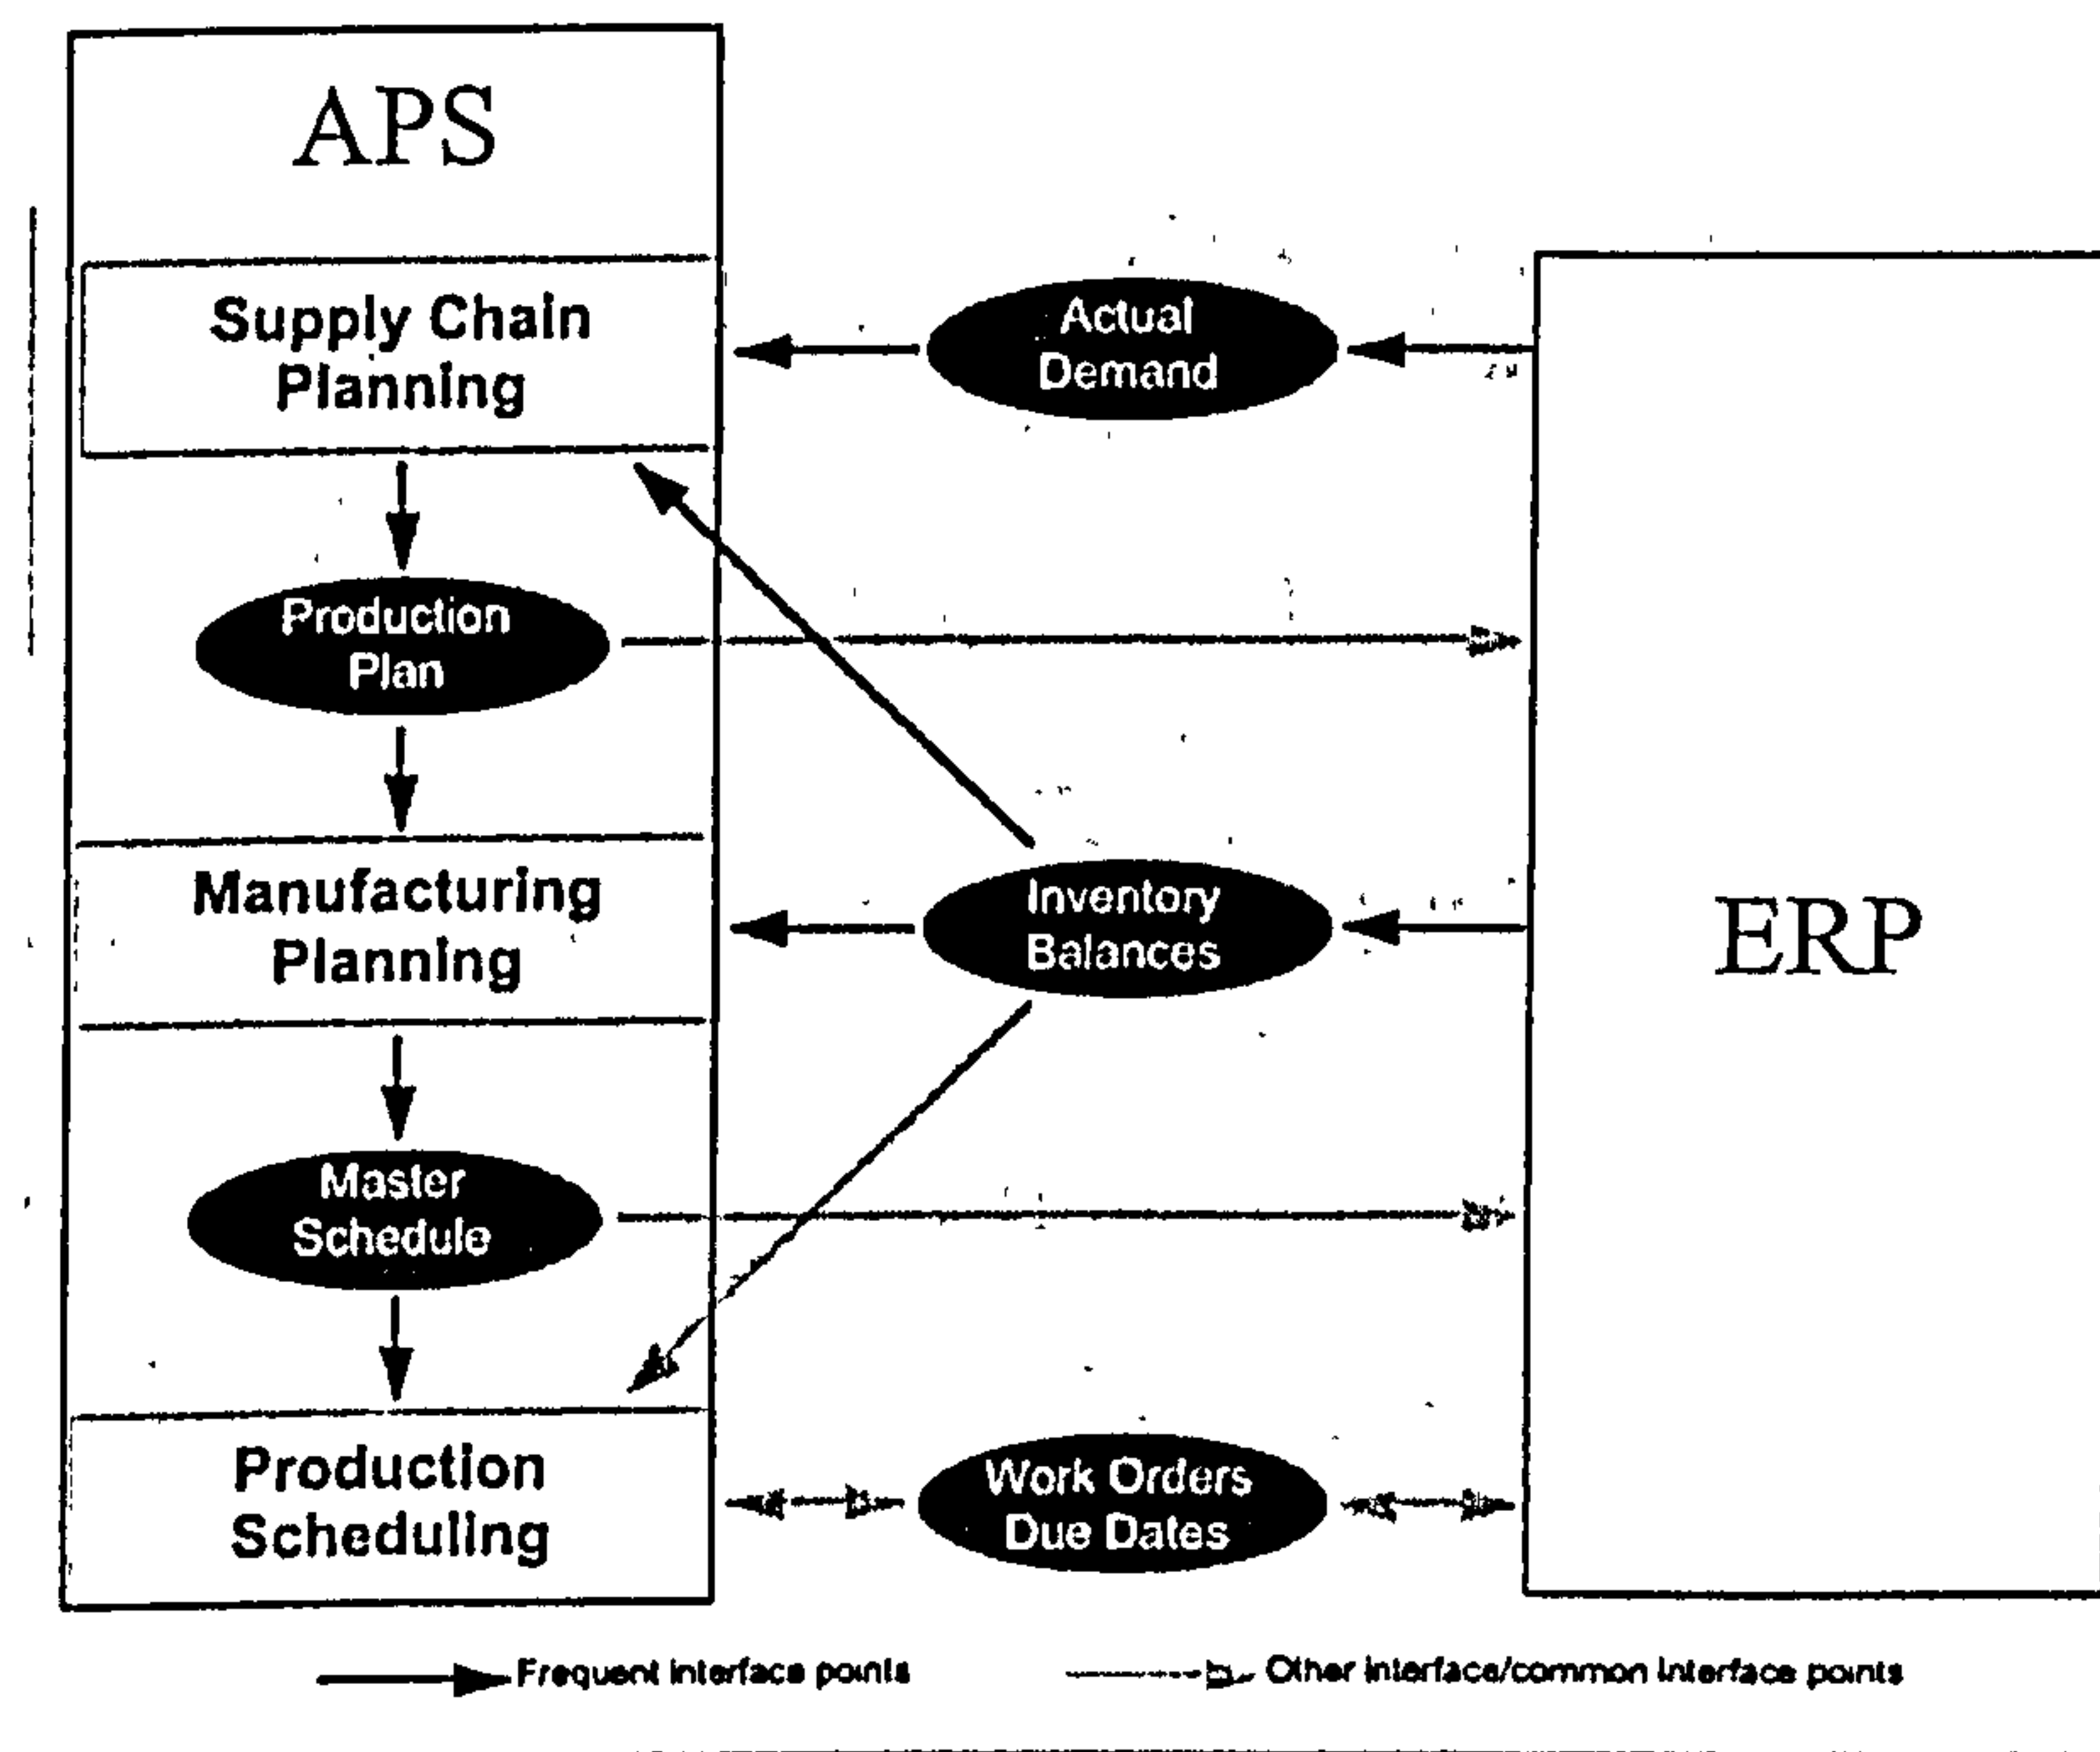 APS
Supply Chain
Planning
Actual
Demand
Production
Plan
Manufacturing
Planning
Inventory
Balances
ERP
Master
Schedule
Production
Scheduling
Work Orders
Due Dates
Frequent interface points
Other interface/common interface points